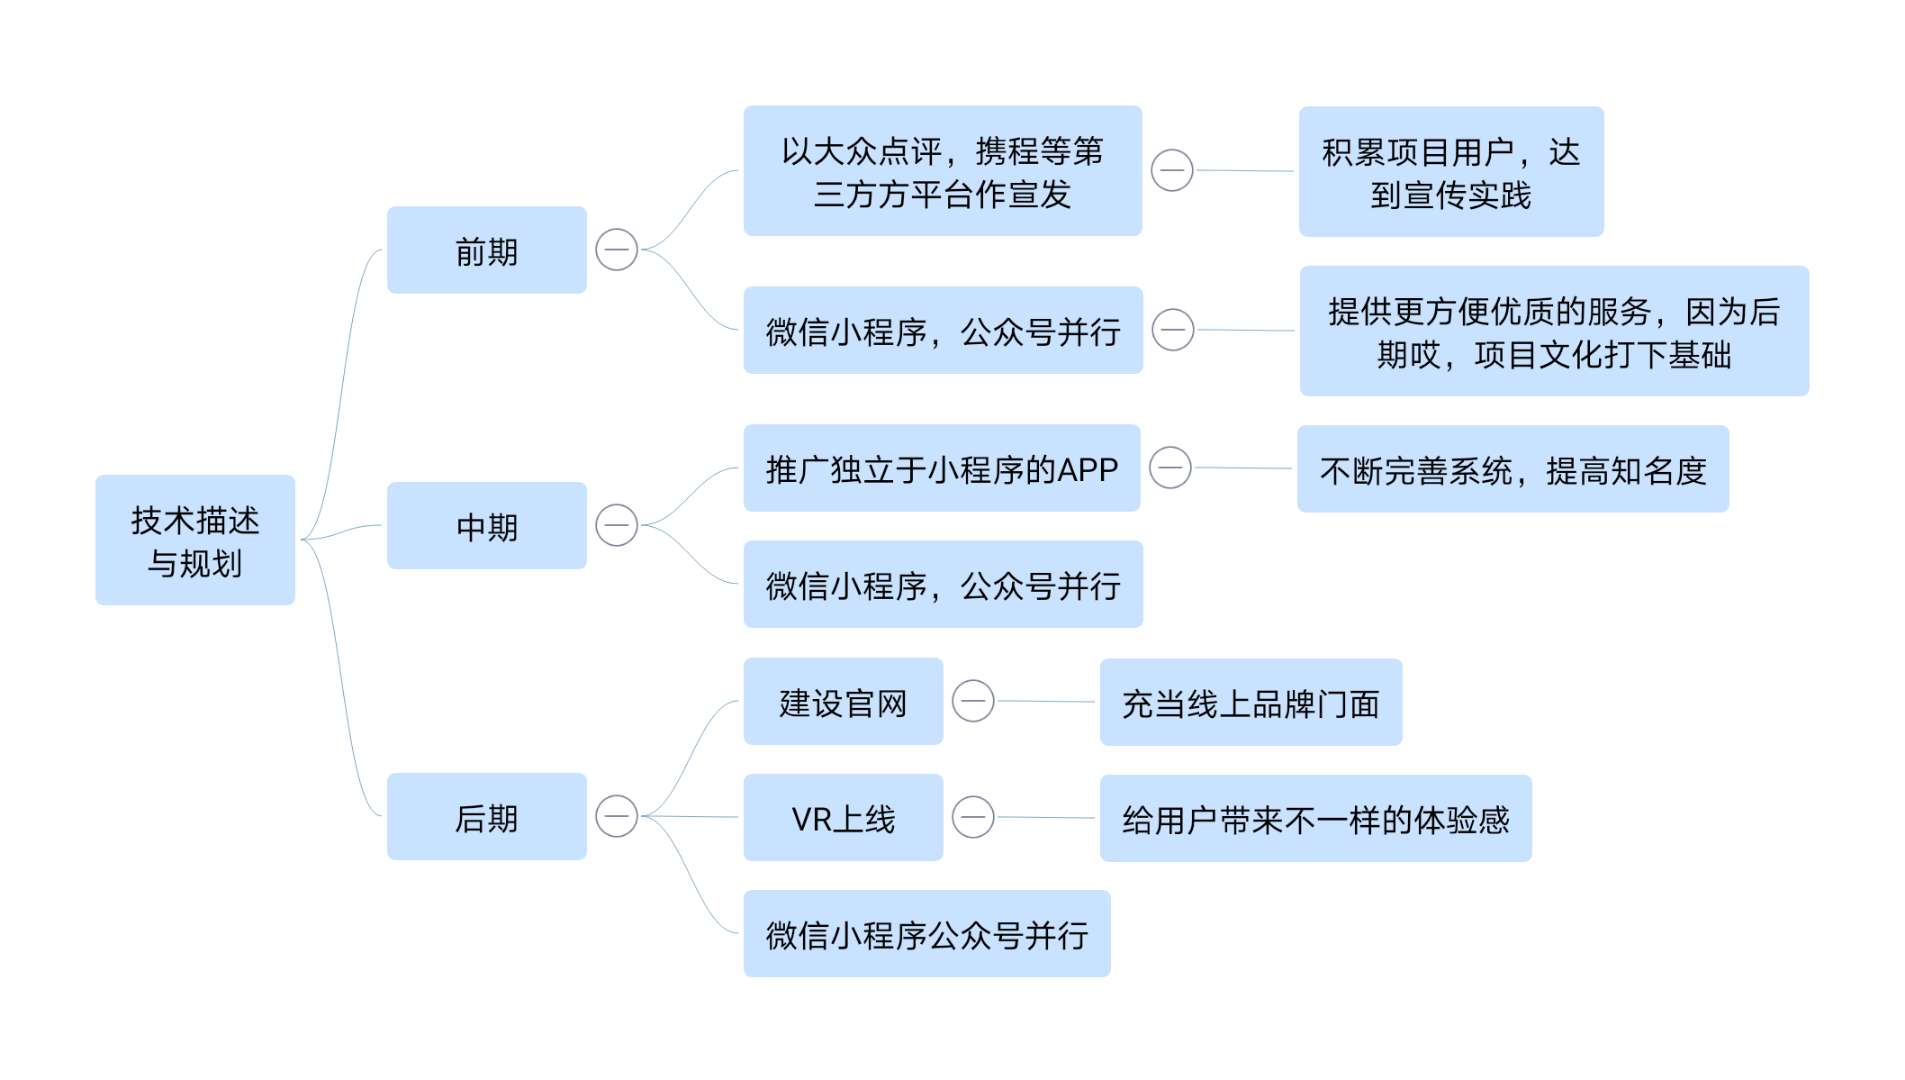 技术描述
与规划
前期
以大众点评，携程等第
三方方平台作宣发
积累项目用户，达
到宣传实践
微信小程序，公众号并行
提供更方便优质的服务，因为后
期哎，项目文化打下基础
中期
推广独立于小程序的APP
不断完善系统，提高知名度
微信小程序，公众号并行
后期
建设官网
充当线上品牌门面
VR上线
给用户带来不一样的体验感
微信小程序公众号并行